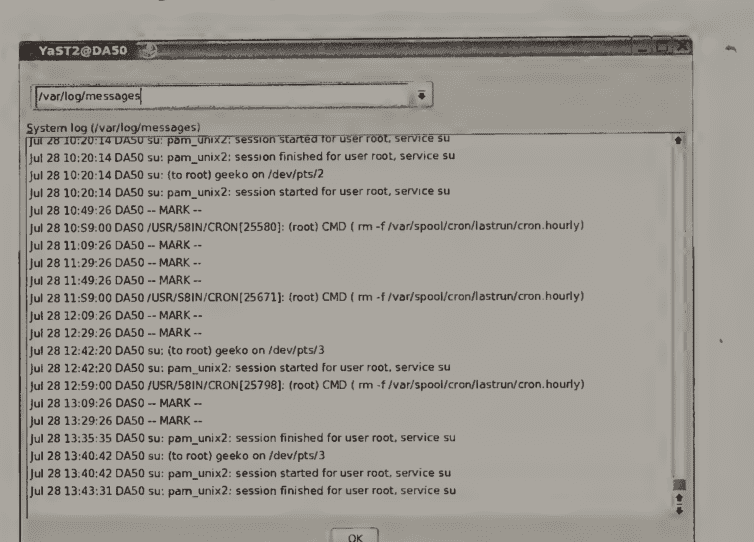 YaST2@DA50
/var/log/messages
System log (/var/log/messages)
Jul 28 10:20:14 DA50 su: pam_unix2: session started for user root, service su
Jul 28 10:20:14 DA50 su: pam_unix2: session finished for user root, service su
Jul 28 10:20:14 DA50 su: (to root) geeko on /dev/pts/2
Jul 28 10:20:14 DA50 su: pam_unix2: session started for user root, service su
Jul 28 10:49:26 DA50 -- MARK --
Jul 28 10:S9:00 DA50 /USR/58IN/CRON[25580]: (root) CMD ( rm -f /var/spool/cron/lastrun/cron.hourly)
Jul 28 11:09:26 DA50 -- MARK --
Jul 28 11:29:26 DA50 -- MARK --
Jul 28 11:49:26 DA50 -- MARK --
Jul 28 11:S9:00 DA50 /USR/S8IN/CRON[25671]: (root) CMD ( rm -f /var/spool/cron/lastrun/cron.hourly)
Jul 28 12:09:26 DA50 -- MARK --
Jul 28 12:29:26 DA50 -- MARK --
Jul 28 12:42:20 DA50 su: (to root) geeko on /dev/pts/3
Jul 28 12:42:20 DA50 su: pam_unix2: session started for user root, service su
Jul 28 12:59:00 DA50 /USR/58IN/CRON[25798]: (root) CMD ( rm -f /var/spool/cron/lastrun/cron.hourly)
Jul 28 13:09:26 DA50 -- MARK --
Jul 28 13:29:26 DA50 -- MARK --
Jul 28 13:35:35 DA50 su: pam_unix2: session finished for user root, service su
Jul 28 13:40:42 DA50 su: (to root) geeko on /dev/pts/3
Jul 28 13:40:42 DA50 su: pam_unix2: session started for user root, service su
Jul 28 13:43:31 DA50 su: pam_unix2: session finished for user root, service su
OK